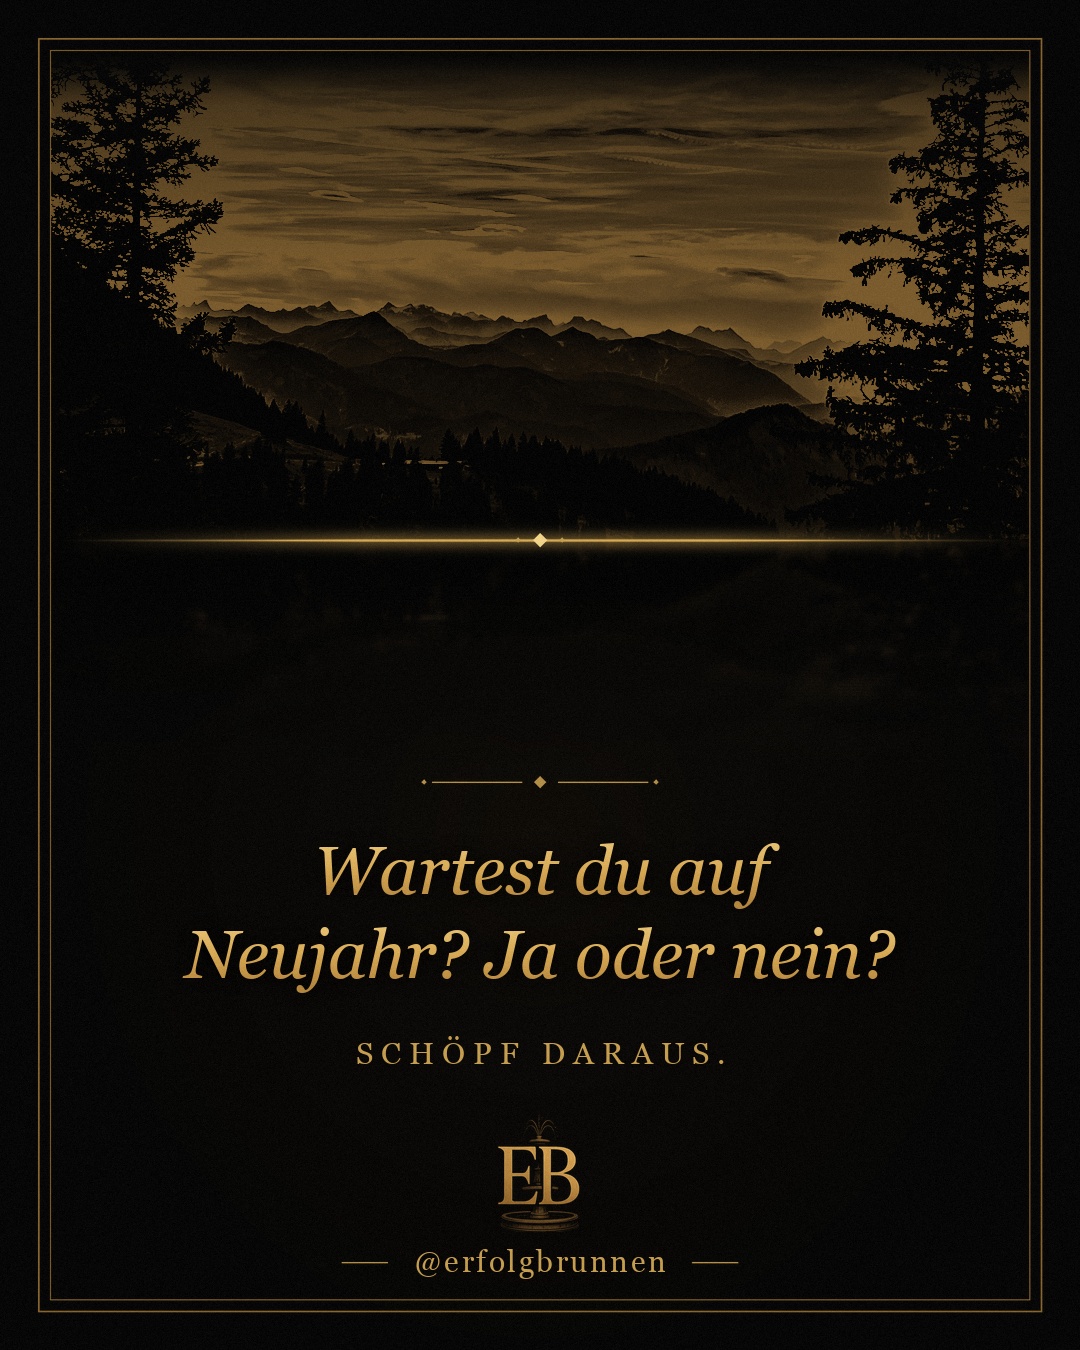 Wartest du auf
Neujahr? Ja oder nein?
SCHÖPF DARAUS.
EB
@erfolgbrunnen